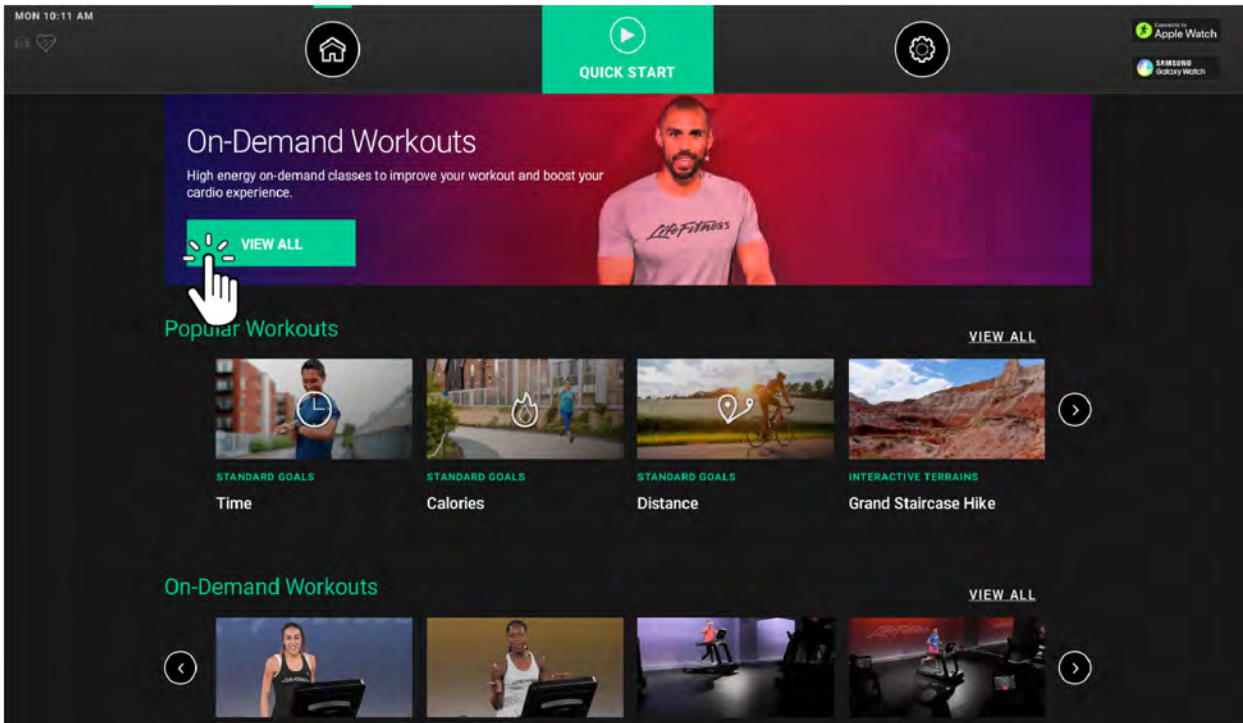 MON 10:11 AM
QUICK START
Connects to
Apple Watch
SAMSUNG
Galaxy Watch
On-Demand Workouts
High energy on-demand classes to improve your workout and boost your
cardio experience.
LifeFitness
VIEW ALL
Popular Workouts
VIEW ALL
STANDARD GOALS
Time
STANDARD GOALS
Calories
STANDARD GOALS
Distance
INTERACTIVE TERRAINS
Grand Staircase Hike
On-Demand Workouts
VIEW ALL